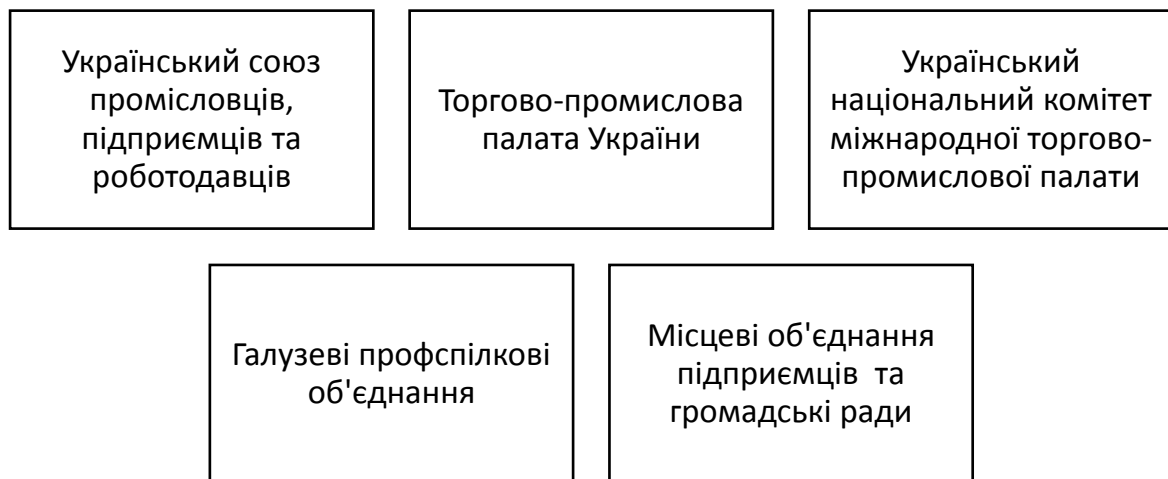 Український союз
промісловців,
підприємців та
роботодавців
Торгово-промислова
палата України
Український
національний комітет
міжнародної торгово-
промислової палати
Галузеві профспілкові
об'єднання
Місцеві об'єднання
підприємців та
громадські ради